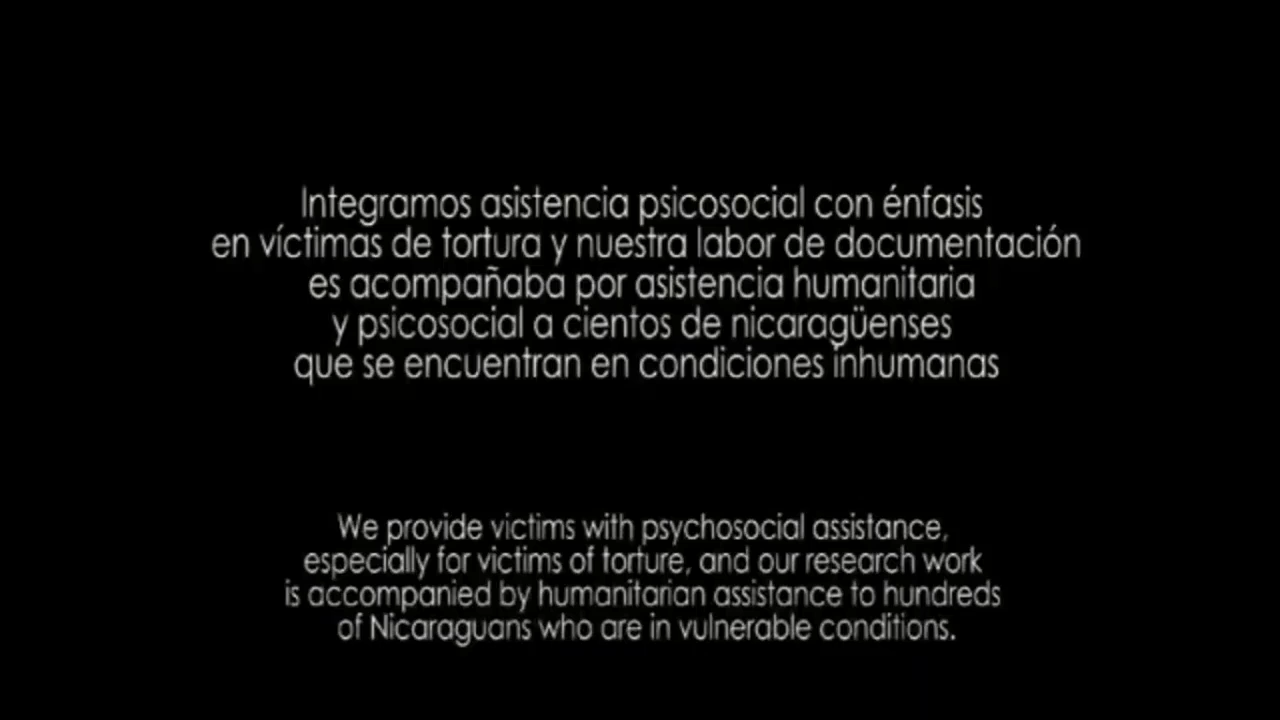 Integramos asistencia psicosocial con énfasis
en víctimas de tortura y nuestra labor de documentación
es acompañaba por asistencia humanitaria
y psicosocial a cientos de nicaragüenses
que se encuentran en condiciones inhumanas
We provide victims with psychosocial assistance,
especially for victims of torture, and our research work
is accompanied by humanitarian assistance to hundreds
of Nicaraguans who are in vulnerable conditions.